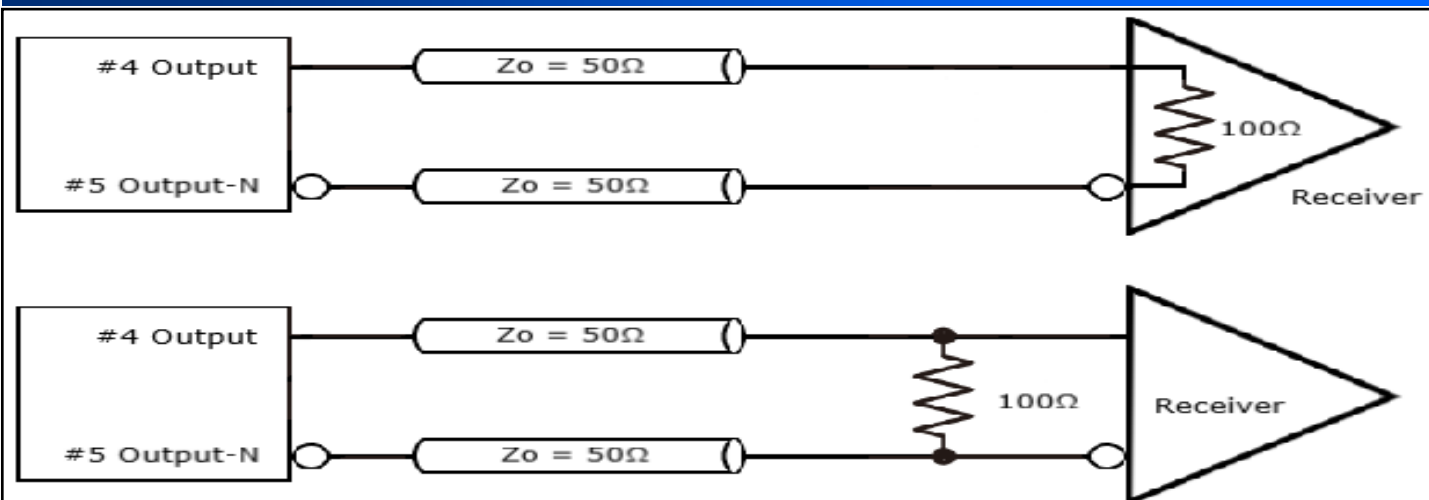 #4 Output
Zo = 50Ω
100Ω
#5 Output-N
Zo = 50Ω
Receiver
#4 Output
Zo = 50Ω
100Ω
Receiver
#5 Output-N
Zo = 50Ω